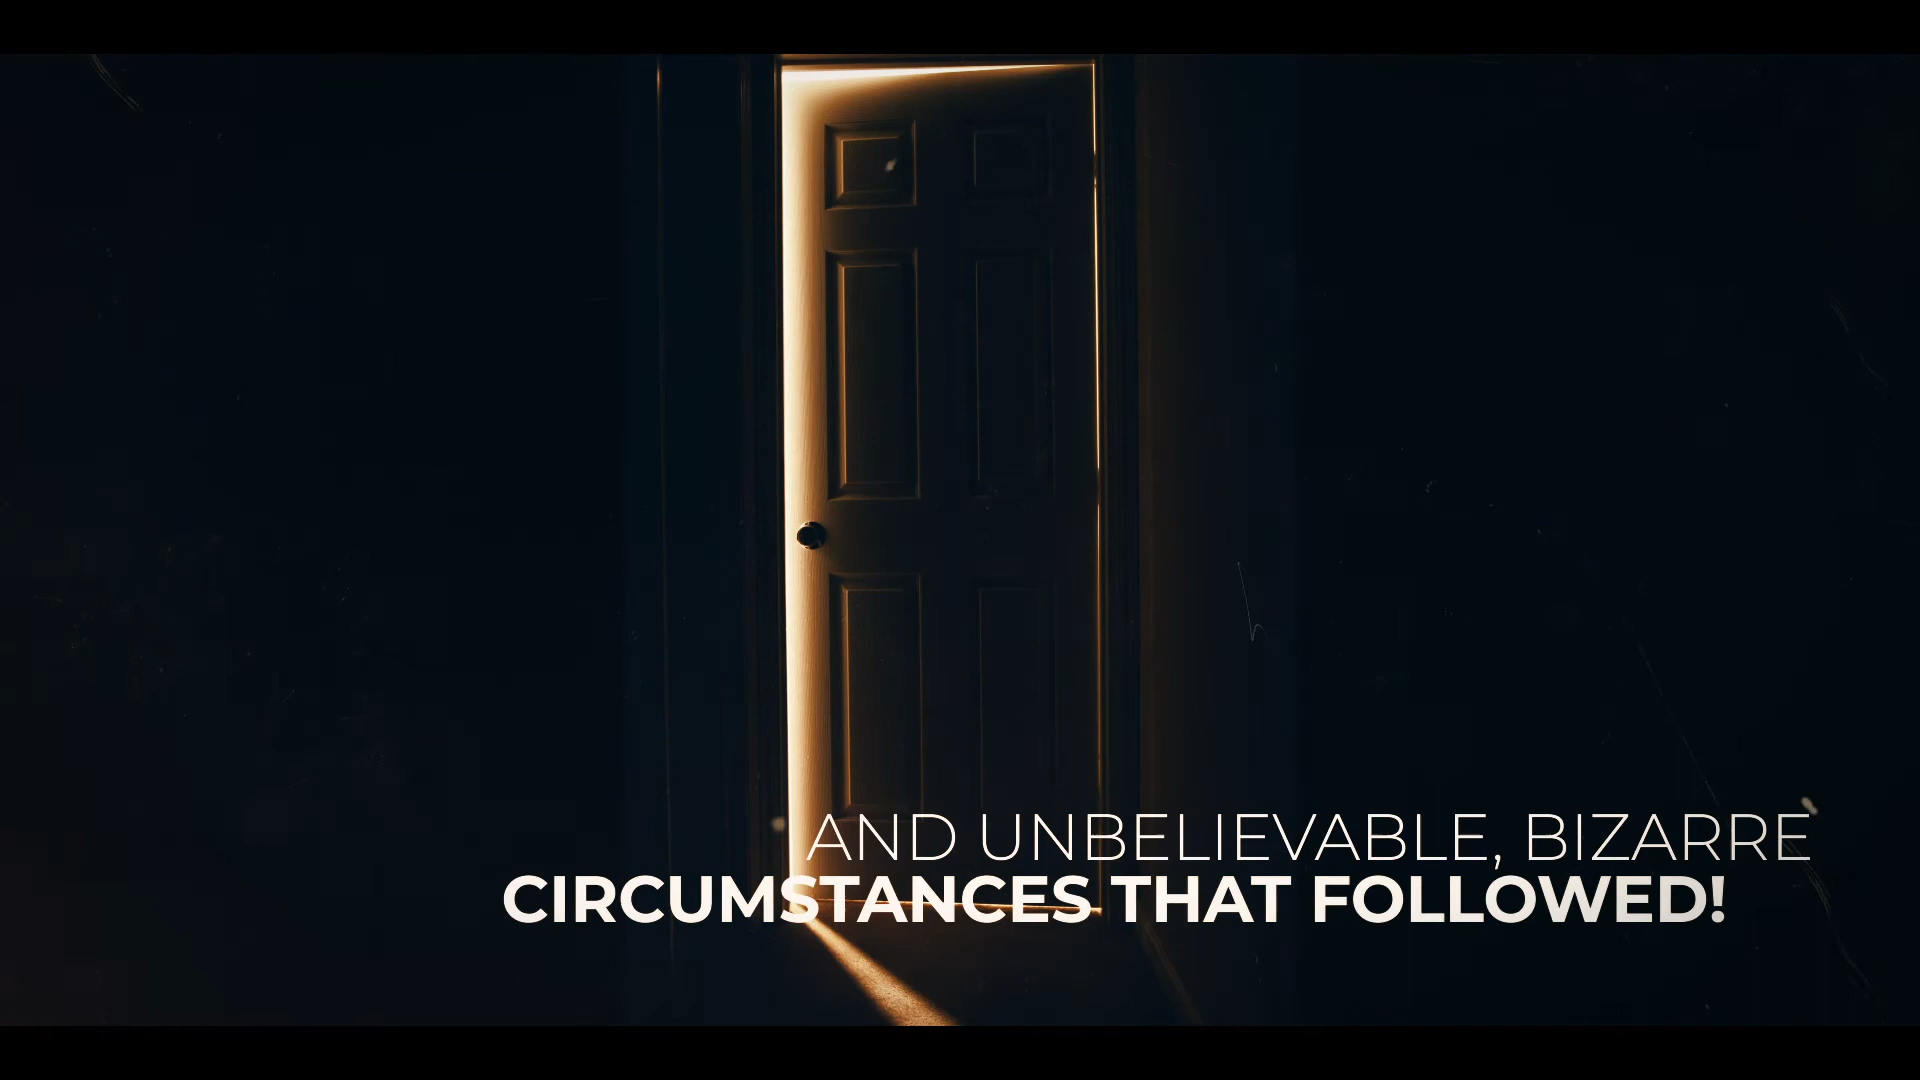 AND UNBELIEVABLE, BIZARRE
CIRCUMSTANCES THAT FOLLOWED!